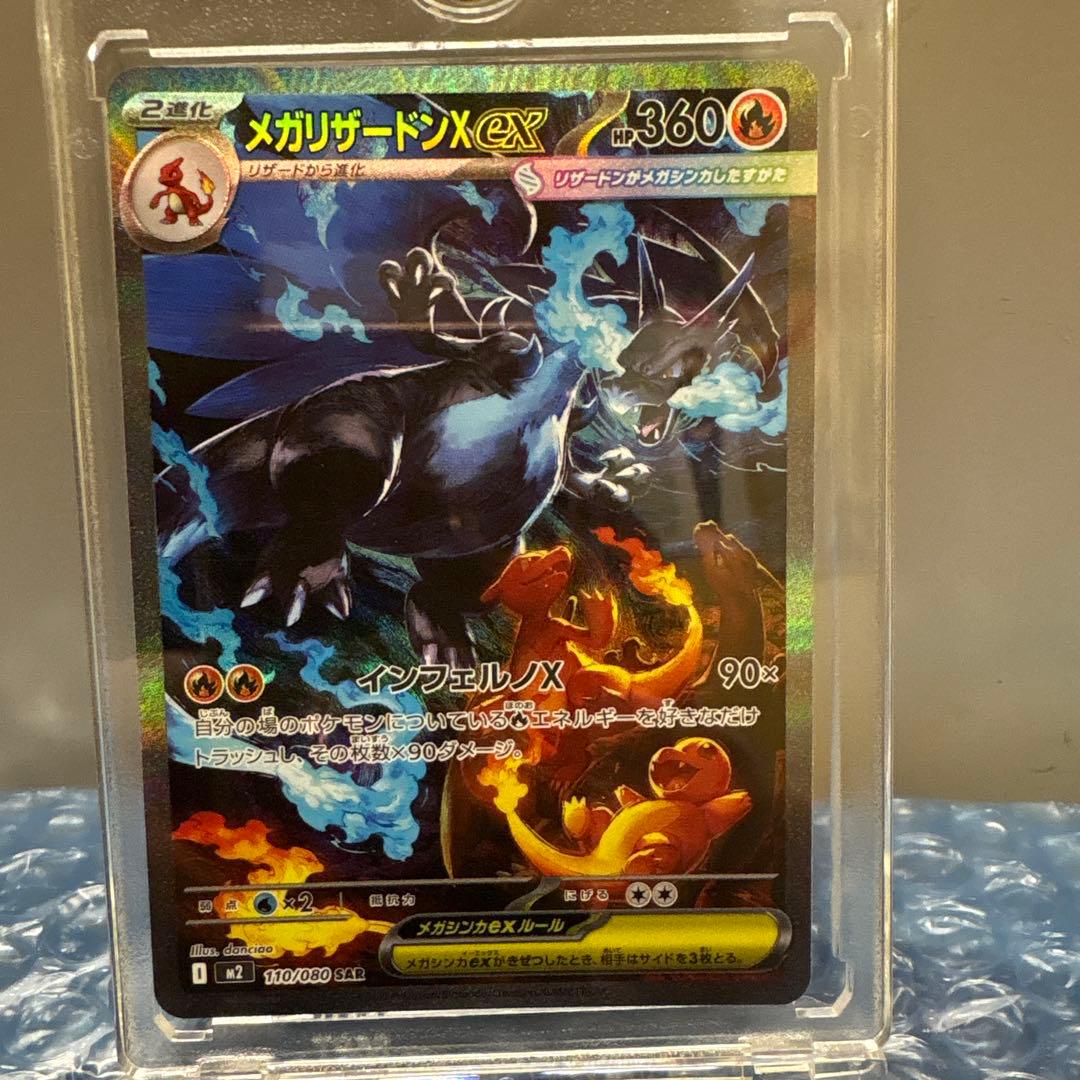 2進化
メガリザードンXex
HP360
リザードから進化
リザードンがメガシンカしたすがた
インフェルノX 90×
自分の場のポケモンについているエネルギーを好きなだけ
トラッシュし、その枚数×90ダメージ。
弱点 ×2 抵抗力 にげる
メガシンカexルール
メガシンカexがきぜつしたとき、相手はサイドを3枚とる。
Illus. danciao
M2 110/080 SAR